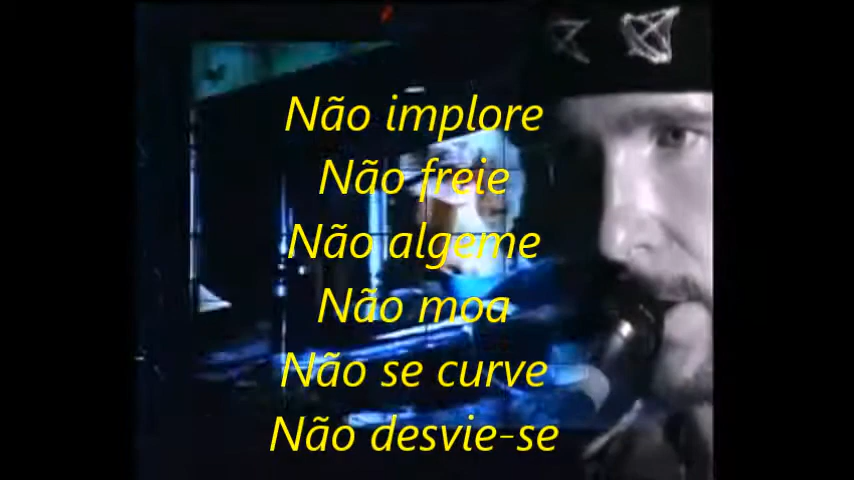 Não implore
Não freie
Não algeme
Não moa
Não se curve
Não desvie-se